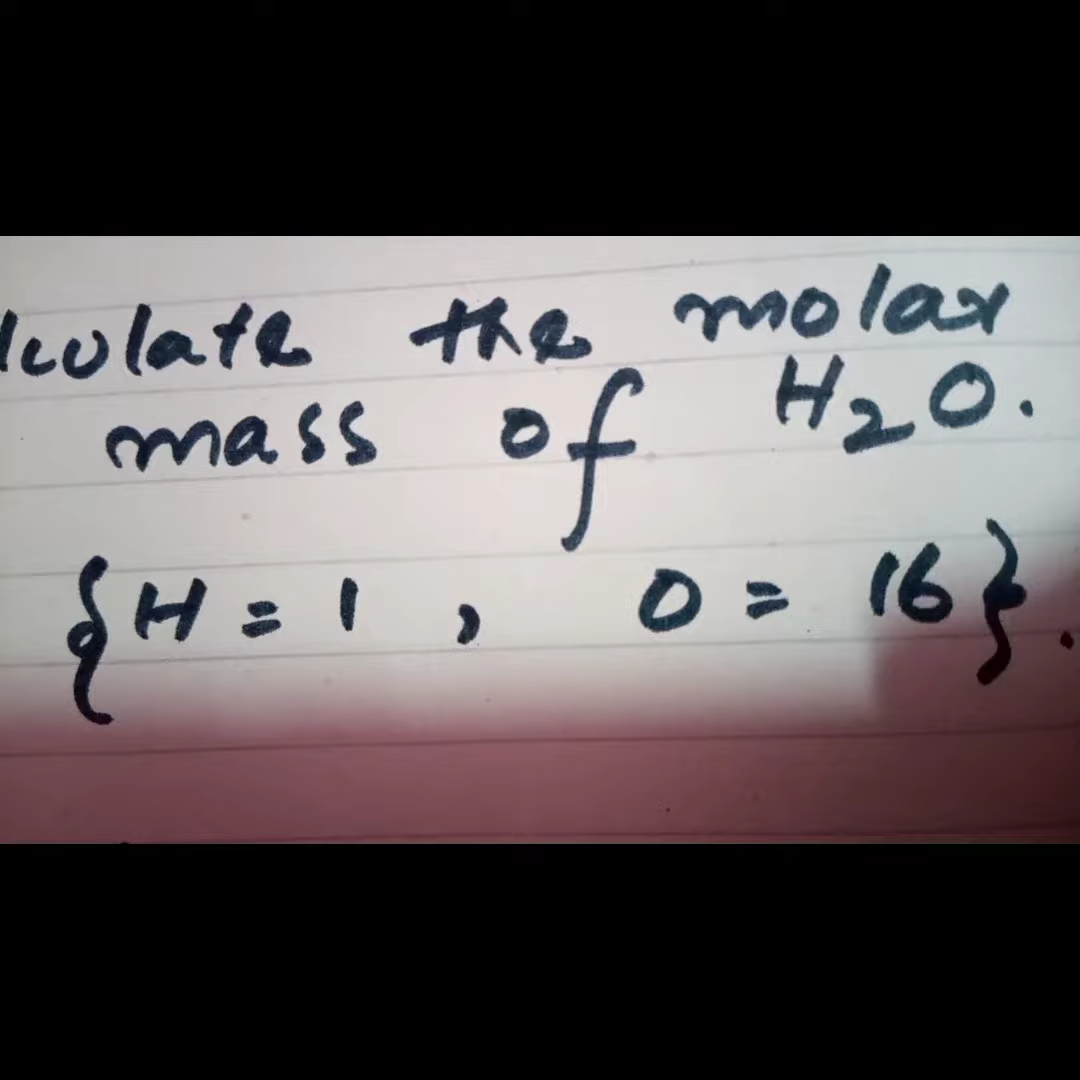 lculate the molar
mass of H₂O.
{H = 1 , O = 16}.